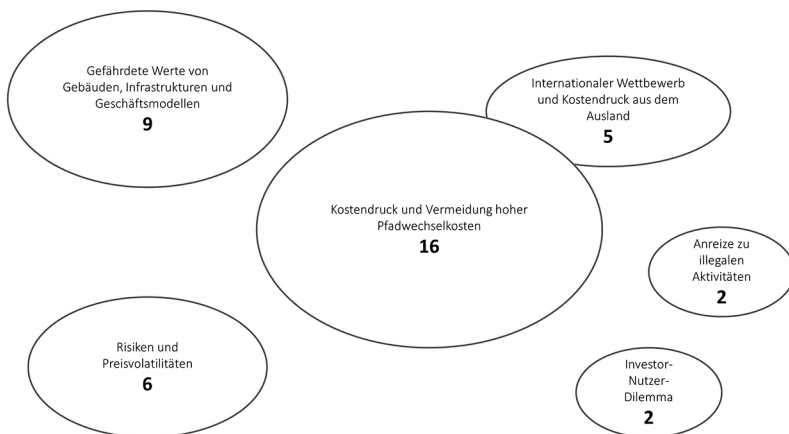 Gefährdete Werte von
Gebäuden, Infrastrukturen und
Geschäftsmodellen
9
Internationaler Wettbewerb
und Kostendruck aus dem
Ausland
5
Kostendruck und Vermeidung hoher
Pfadwechselkosten
16
Anreize zu
illegalen
Aktivitäten
2
Risiken und
Preisvolatilitäten
6
Investor-
Nutzer-
Dilemma
2